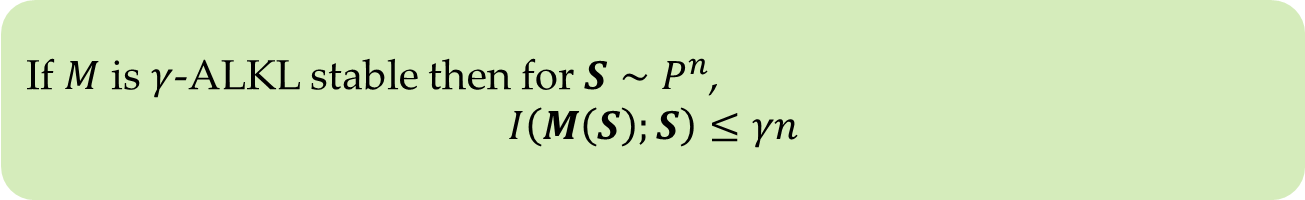 If M is γ-ALKL stable then for S ~ Pⁿ,
I(M(S); S) ≤ γn